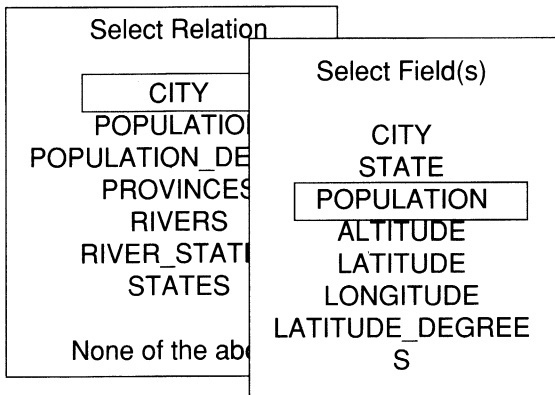 Select Relation
CITY
POPULATIO
POPULATION_DE
PROVINCES
RIVERS
RIVER_STAT
STATES
None of the abo
Select Field(s)
CITY
STATE
POPULATION
ALTITUDE
LATITUDE
LONGITUDE
LATITUDE_DEGREE
S